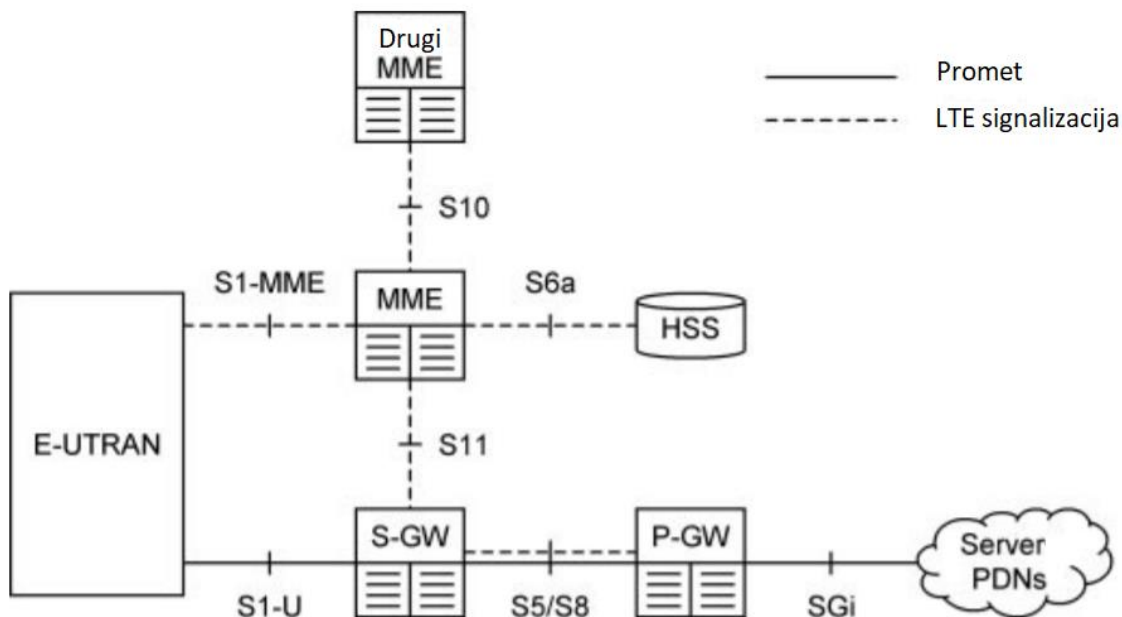 Drugi
MME
Promet
LTE signalizacija
S10
S1-MME
MME
S6a
HSS
E-UTRAN
S11
S-GW
P-GW
Server
PDNs
S1-U
S5/S8
SGi